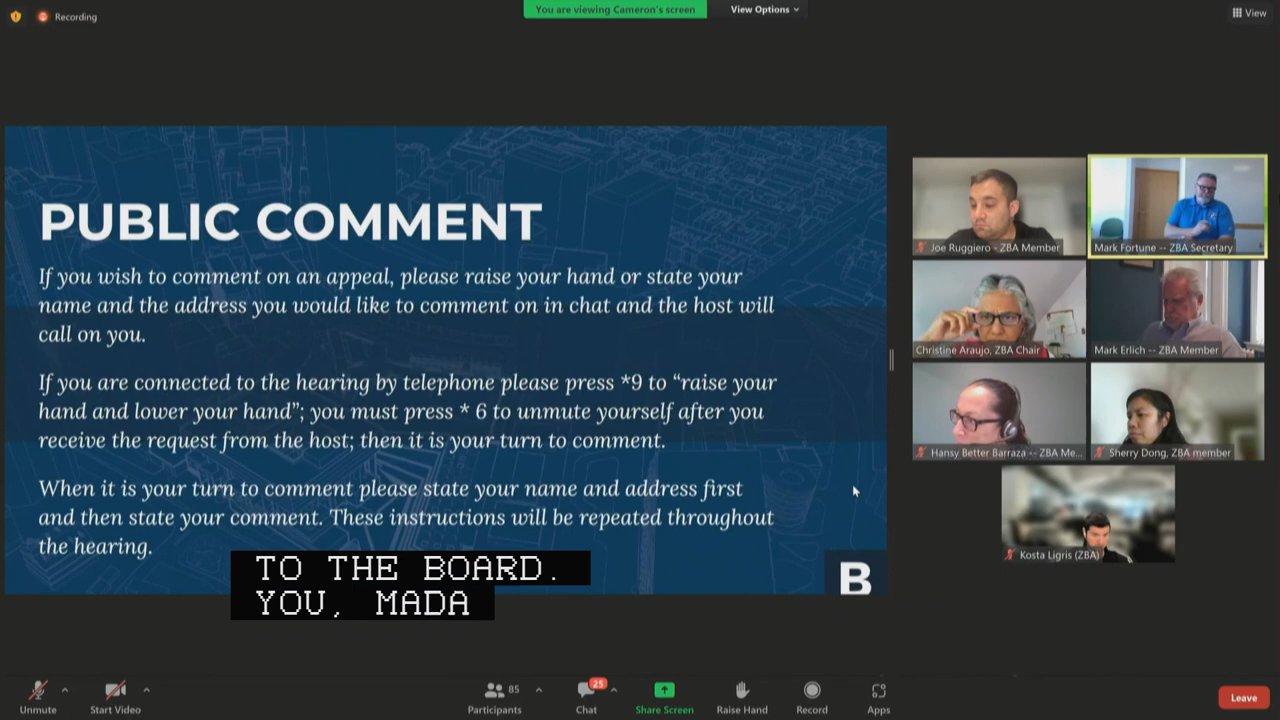 Recording
You are viewing Cameron's screen
View Options
View
PUBLIC COMMENT
If you wish to comment on an appeal, please raise your hand or state your
name and the address you would like to comment on in chat and the host will
call on you.
If you are connected to the hearing by telephone please press *9 to “raise your
hand and lower your hand”; you must press * 6 to unmute yourself after you
receive the request from the host; then it is your turn to comment.
When it is your turn to comment please state your name and address first
and then state your comment. These instructions will be repeated throughout
the hearing.
B
TO THE BOARD.
YOU, MADA
Joe Ruggiero - ZBA Member
Mark Fortune -- ZBA Secretary
Christine Araujo, ZBA Chair
Mark Erlich -- ZBA Member
Hansy Better Barraza -- ZBA Me...
Sherry Dong, ZBA member
Kosta Ligris (ZBA)
Unmute
Start Video
85
Participants
25
Chat
Share Screen
Raise Hand
Record
Apps
Leave